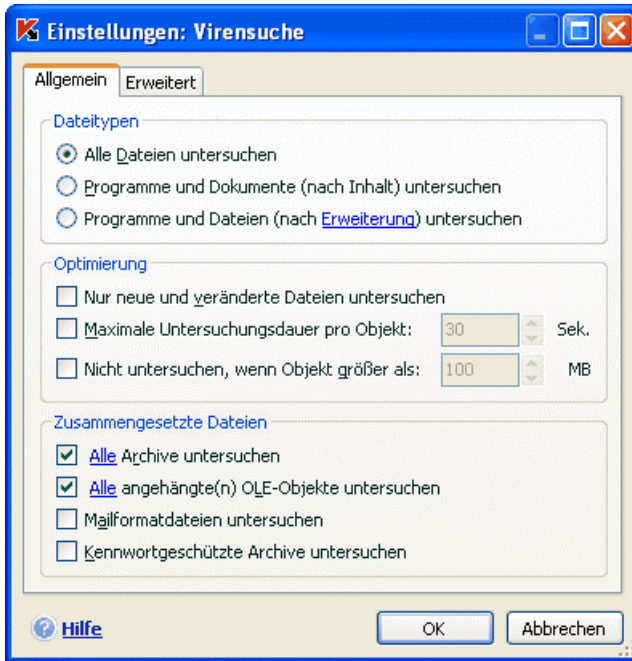 Einstellungen: Virensuche
Allgemein Erweitert
Dateitypen
Alle Dateien untersuchen
Programme und Dokumente (nach Inhalt) untersuchen
Programme und Dateien (nach Erweiterung) untersuchen
Optimierung
Nur neue und veränderte Dateien untersuchen
Maximale Untersuchungsdauer pro Objekt: 30 Sek.
Nicht untersuchen, wenn Objekt größer als: 100 MB
Zusammengesetzte Dateien
Alle Archive untersuchen
Alle angehängte(n) OLE-Objekte untersuchen
Mailformatdateien untersuchen
Kennwortgeschützte Archive untersuchen
Hilfe OK Abbrechen